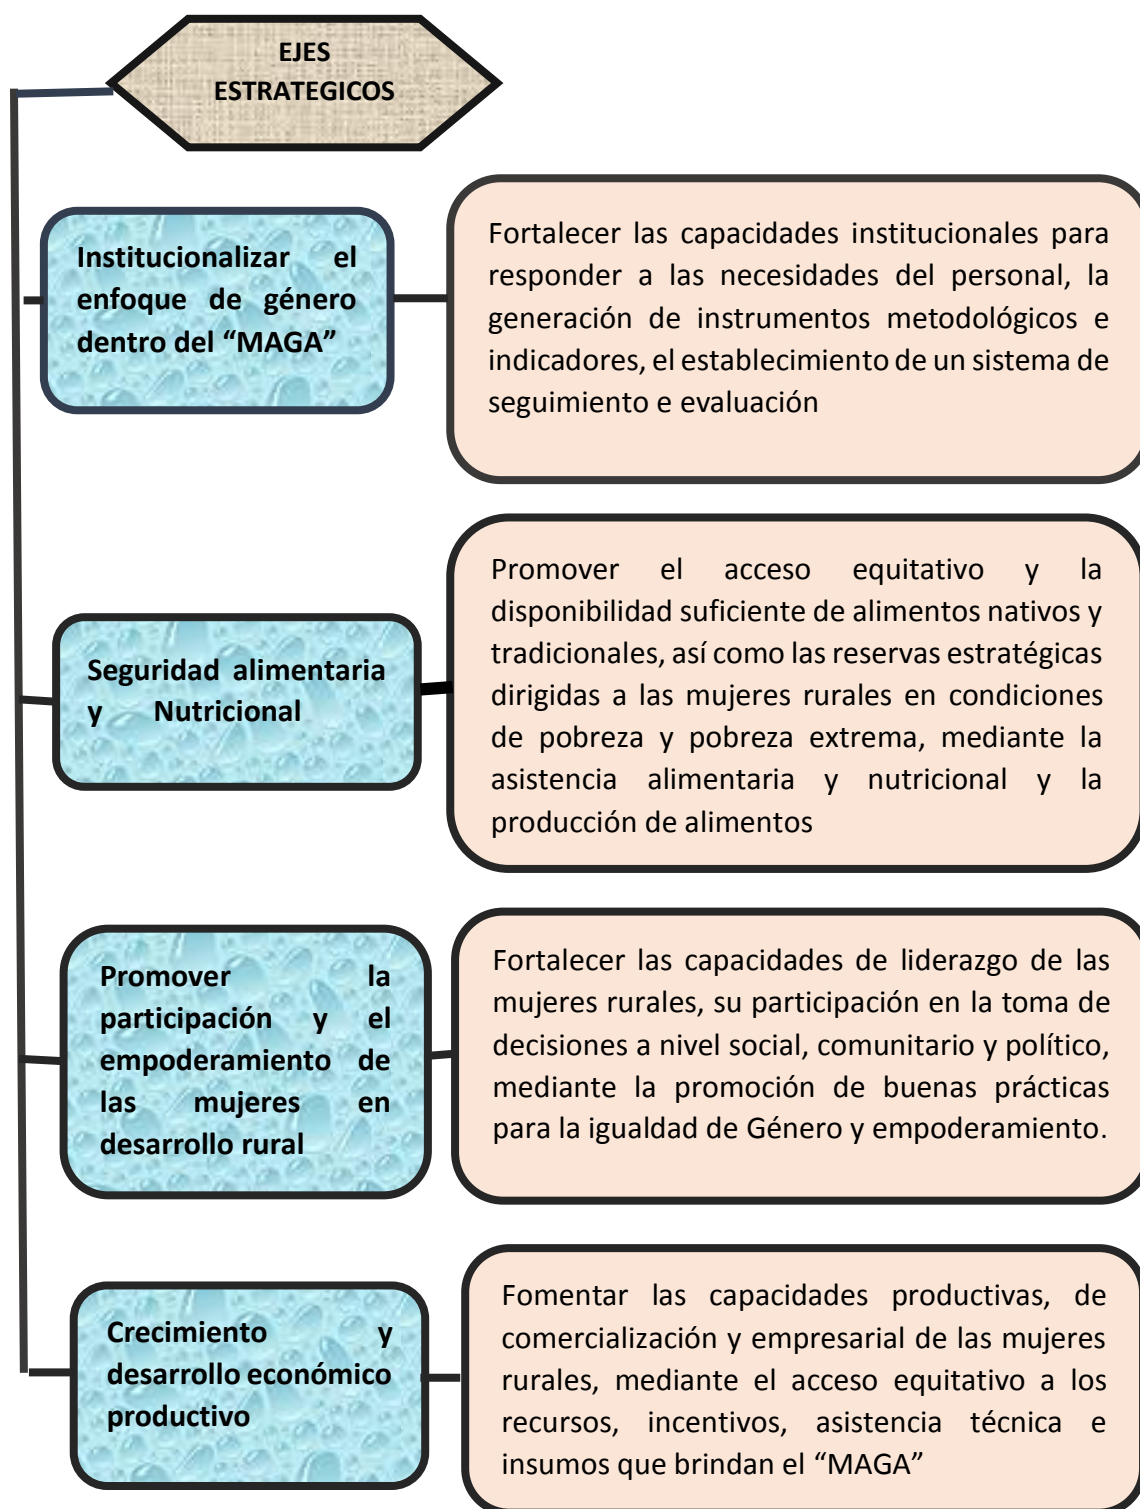 EJES
ESTRATEGICOS
Institucionalizar el
enfoque de género
dentro del “MAGA”
Fortalecer las capacidades institucionales para
responder a las necesidades del personal, la
generación de instrumentos metodológicos e
indicadores, el establecimiento de un sistema de
seguimiento e evaluación
Seguridad alimentaria
y Nutricional
Promover el acceso equitativo y la
disponibilidad suficiente de alimentos nativos y
tradicionales, así como las reservas estratégicas
dirigidas a las mujeres rurales en condiciones
de pobreza y pobreza extrema, mediante la
asistencia alimentaria y nutricional y la
producción de alimentos
Promover la
participación y el
empoderamiento de
las mujeres en
desarrollo rural
Fortalecer las capacidades de liderazgo de las
mujeres rurales, su participación en la toma de
decisiones a nivel social, comunitario y político,
mediante la promoción de buenas prácticas
para la igualdad de Género y empoderamiento.
Crecimiento y
desarrollo económico
productivo
Fomentar las capacidades productivas, de
comercialización y empresarial de las mujeres
rurales, mediante el acceso equitativo a los
recursos, incentivos, asistencia técnica e
insumos que brindan el “MAGA”